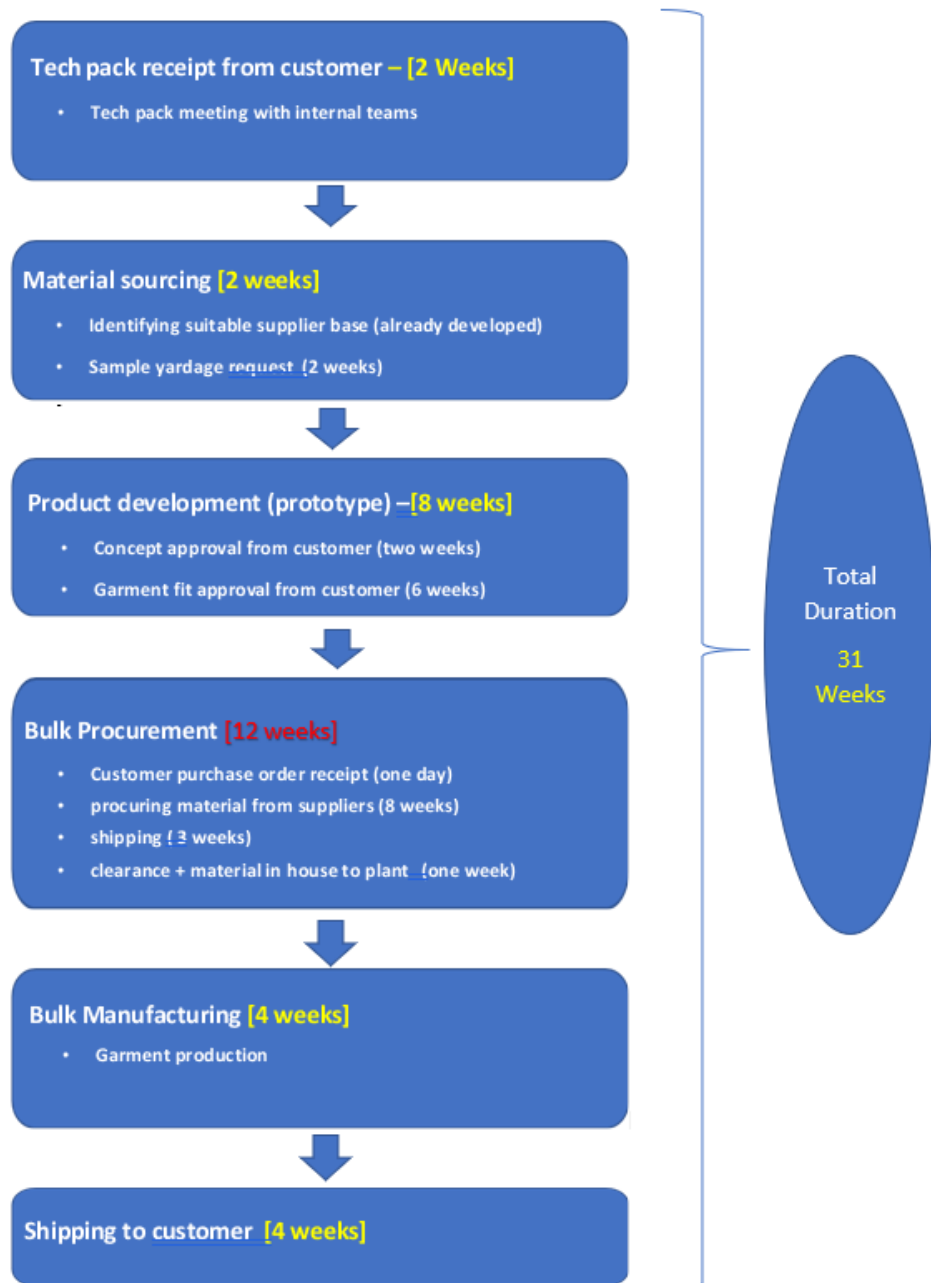 Tech pack receipt from customer – [2 Weeks]
• Tech pack meeting with internal teams
Material sourcing [2 weeks]
• Identifying suitable supplier base (already developed)
• Sample yardage request (2 weeks)
Product development (prototype) –[8 weeks]
• Concept approval from customer (two weeks)
• Garment fit approval from customer (6 weeks)
Bulk Procurement [12 weeks]
• Customer purchase order receipt (one day)
• procuring material from suppliers (8 weeks)
• shipping ( 3 weeks)
• clearance + material in house to plant (one week)
Bulk Manufacturing [4 weeks]
• Garment production
Shipping to customer [4 weeks]
Total
Duration
31
Weeks